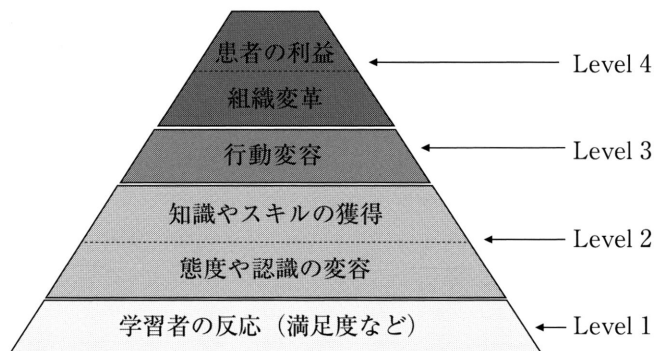 患者の利益
Level 4
組織変革
行動変容
Level 3
知識やスキルの獲得
Level 2
態度や認識の変容
学習者の反応（満足度など）
Level 1